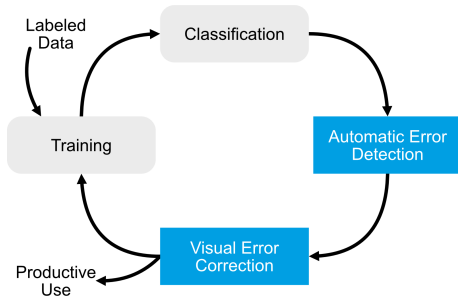 Labeled
Data
Classification
Training
Automatic Error
Detection
Visual Error
Correction
Productive
Use